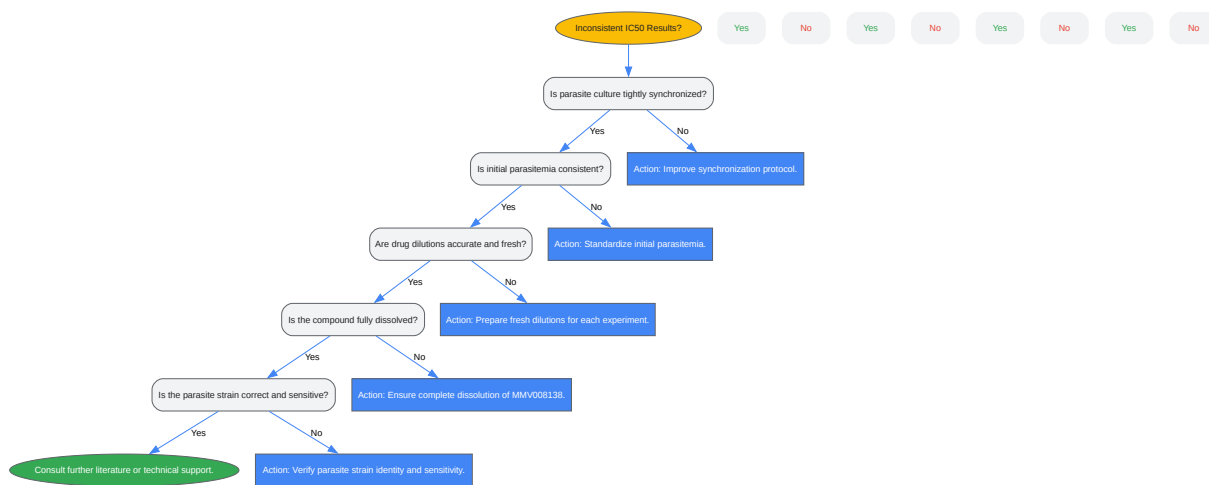 Inconsistent IC50 Results?
Yes
No
Yes
No
Yes
No
Yes
No
Is parasite culture tightly synchronized?
Yes
No
Is initial parasitemia consistent?
Action: Improve synchronization protocol.
Yes
No
Are drug dilutions accurate and fresh?
Action: Standardize initial parasitemia.
Yes
No
Is the compound fully dissolved?
Action: Prepare fresh dilutions for each experiment.
Yes
No
Is the parasite strain correct and sensitive?
Action: Ensure complete dissolution of MMV008138.
Yes
No
Consult further literature or technical support.
Action: Verify parasite strain identity and sensitivity.